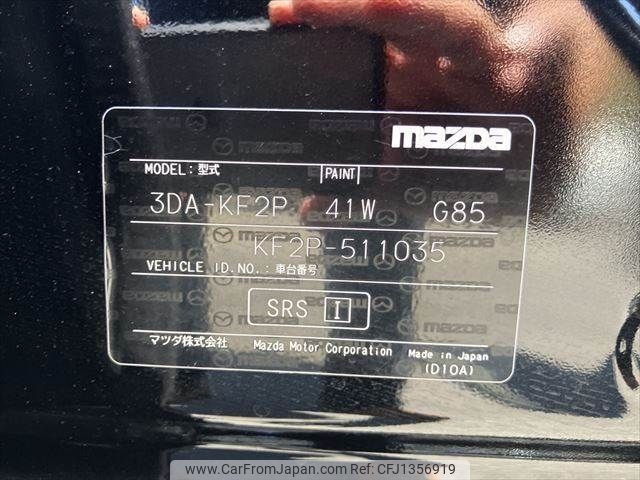 mazda
MODEL: 型式 PAINT
3DA-KF2P 41W G85
KF2P-511035
VEHICLE ID.NO.: 車台番号
SRS I
マツダ株式会社 Mazda Motor Corporation Made in Japan
(D10A)
www.CarFromJapan.com Ref:CFJ1356919